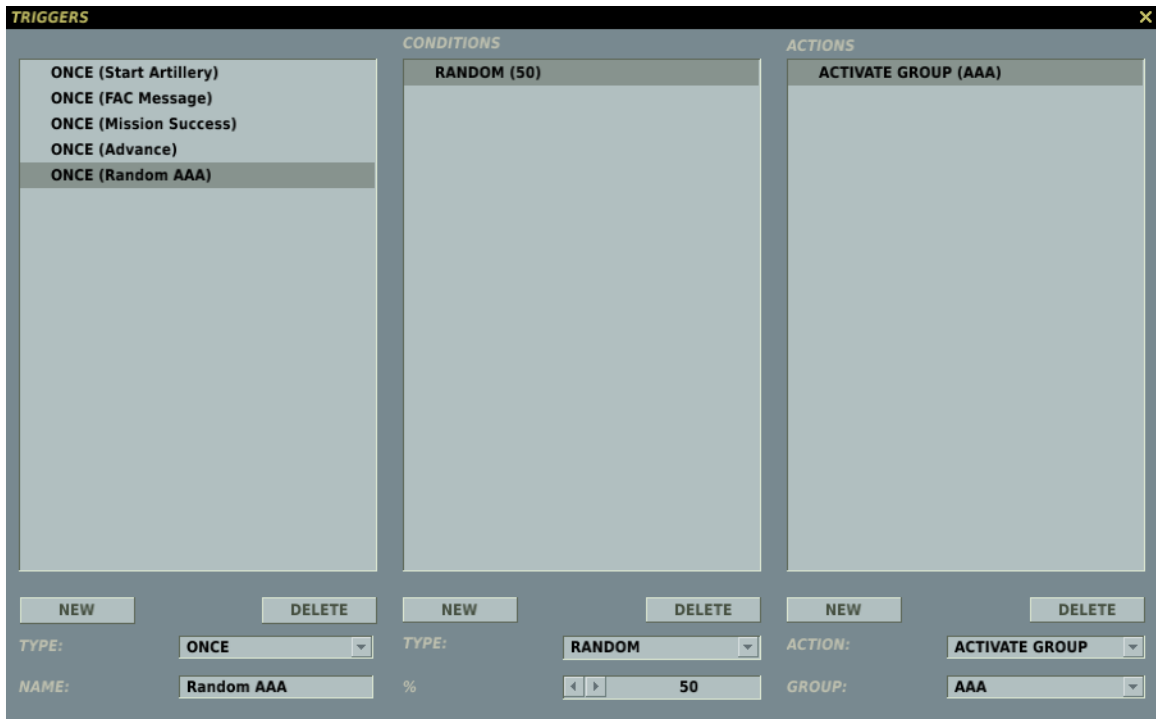 TRIGGERS
CONDITIONS
ACTIONS
ONCE (Start Artillery)
ONCE (FAC Message)
ONCE (Mission Success)
ONCE (Advance)
ONCE (Random AAA)
RANDOM (50)
ACTIVATE GROUP (AAA)
NEW
DELETE
TYPE:
ONCE
NAME:
Random AAA
NEW
DELETE
TYPE:
RANDOM
%
50
NEW
DELETE
ACTION:
ACTIVATE GROUP
GROUP:
AAA